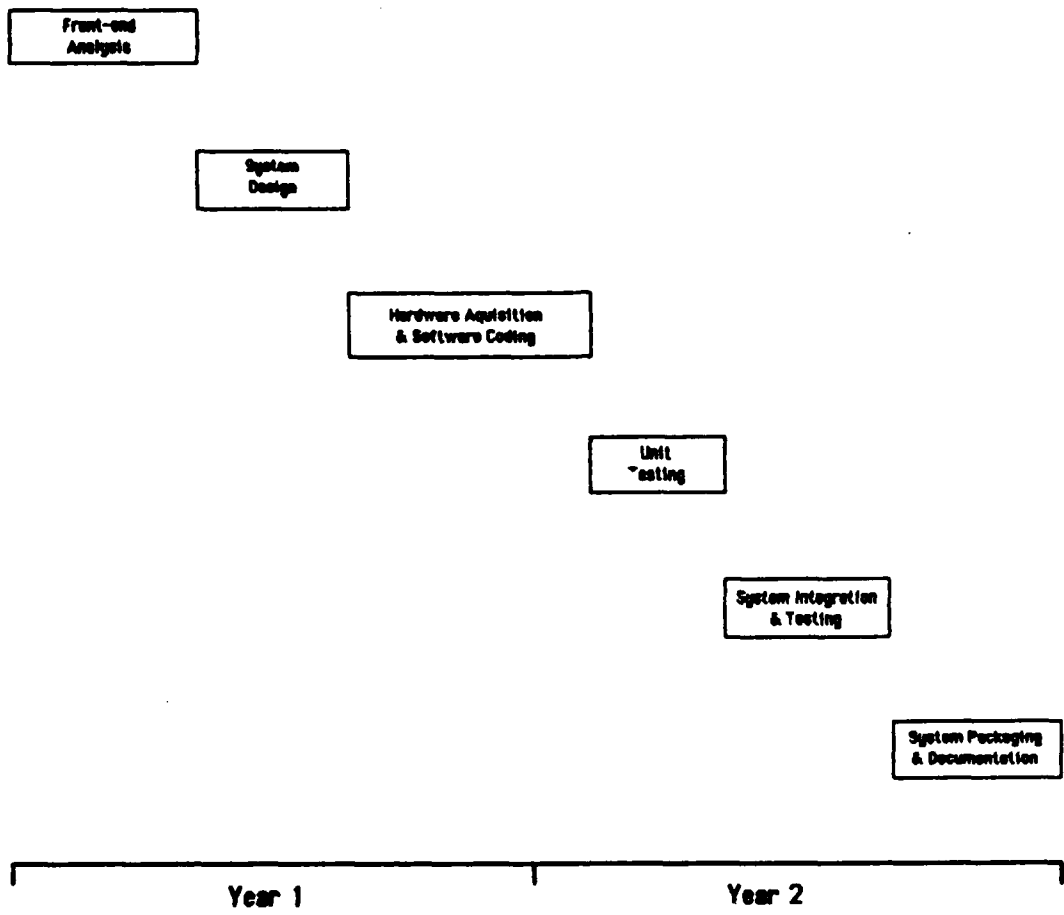 Front-end
Analysis
System
Design
Hardware Aquisition
& Software Coding
Unit
Testing
System Integration
& Testing
System Packaging
& Documentation
Year 1
Year 2